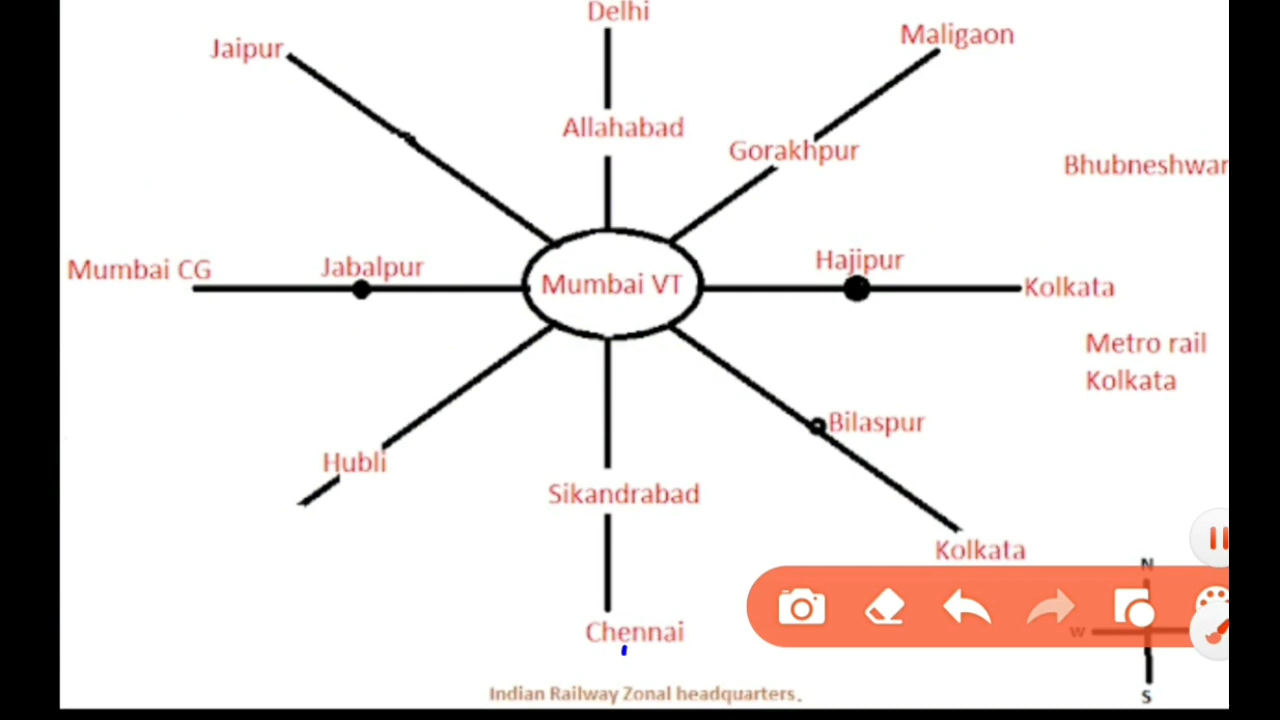 Delhi
Jaipur
Maligaon
Allahabad
Gorakhpur
Bhubneshwar
Mumbai CG
Jabalpur
Mumbai VT
Hajipur
Kolkata
Metro rail
Kolkata
Bilaspur
Hubli
Sikandrabad
Kolkata
N
Chennai
W
S
Indian Railway Zonal headquarters.